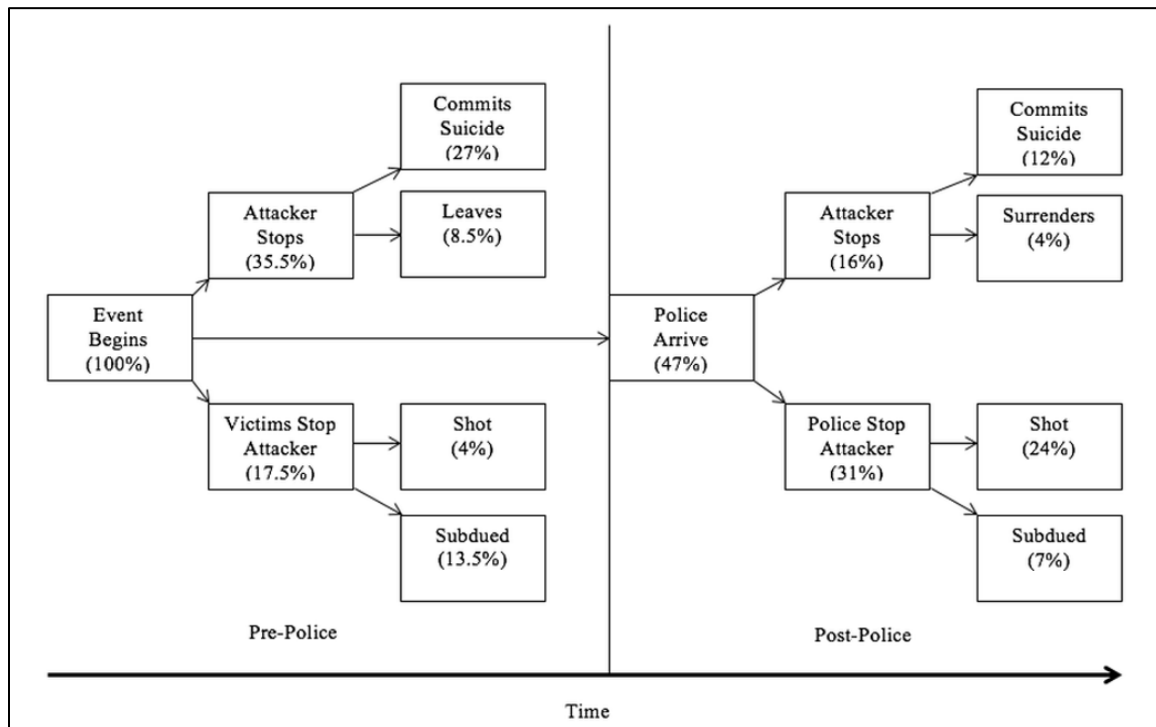 Commits
Suicide
(27%)
Attacker
Stops
(35.5%)
Leaves
(8.5%)
Event
Begins
(100%)
Victims Stop
Attacker
(17.5%)
Shot
(4%)
Subdued
(13.5%)
Pre-Police
Commits
Suicide
(12%)
Attacker
Stops
(16%)
Surrenders
(4%)
Police
Arrive
(47%)
Police Stop
Attacker
(31%)
Shot
(24%)
Subdued
(7%)
Post-Police
Time